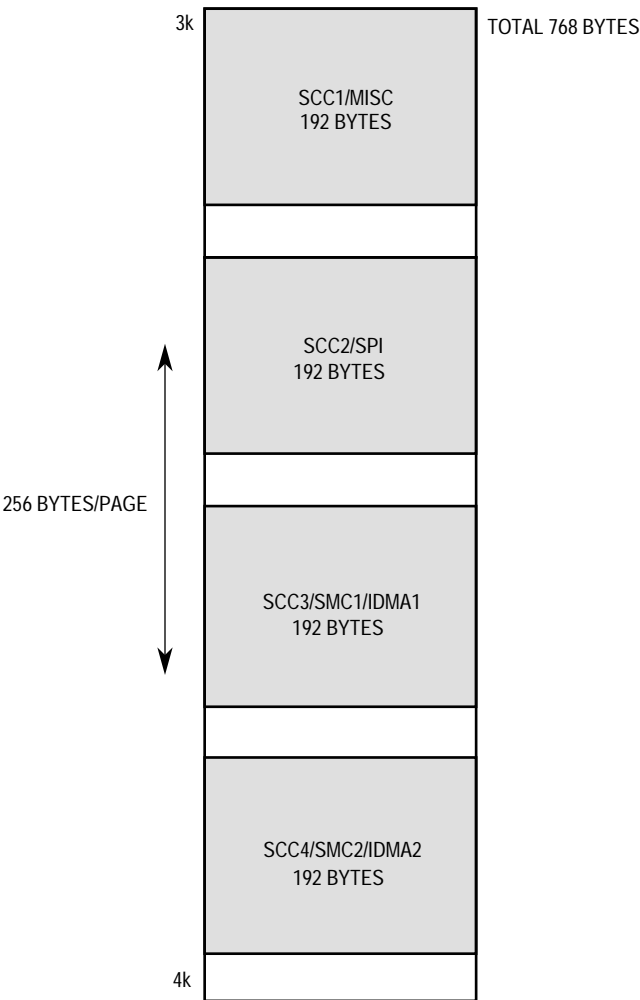 3k
TOTAL 768 BYTES
SCC1/MISC
192 BYTES
SCC2/SPI
192 BYTES
256 BYTES/PAGE
SCC3/SMC1/IDMA1
192 BYTES
SCC4/SMC2/IDMA2
192 BYTES
4k